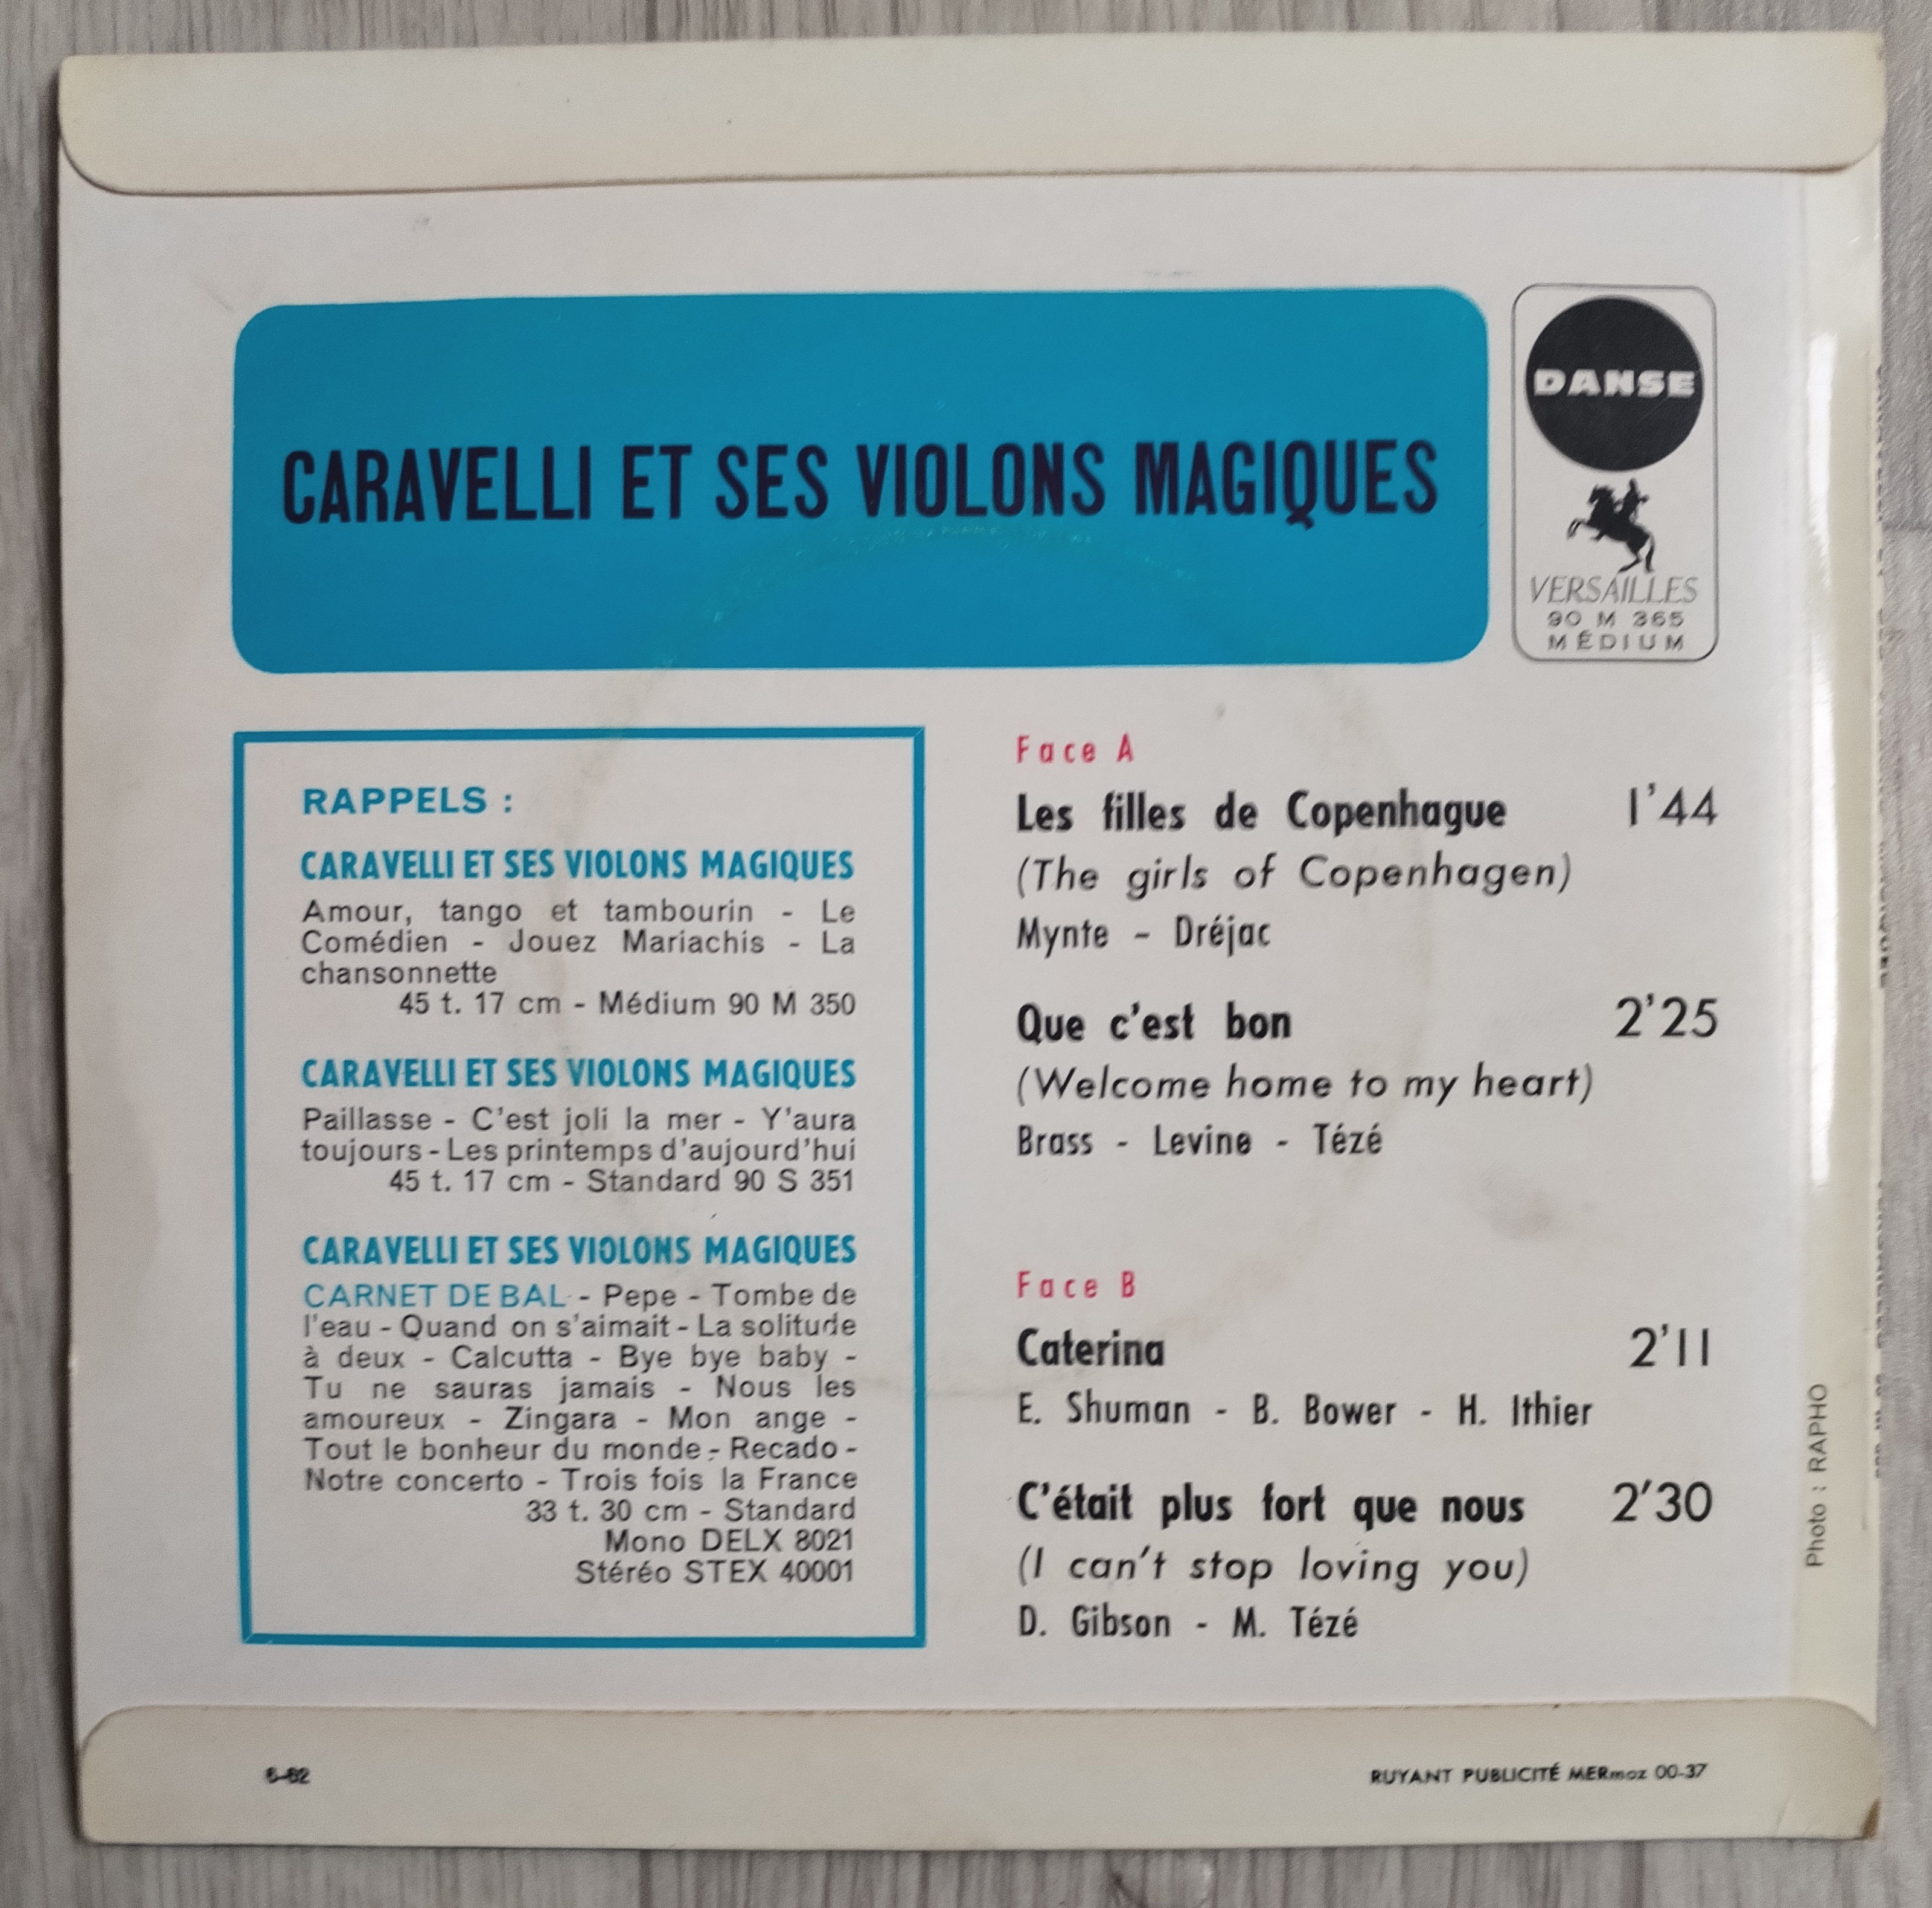 CARAVELLI ET SES VIOLONS MAGIQUES
DANSE
VERSAILLES
90 M 365
MÉDIUM
RAPPELS :
CARAVELLI ET SES VIOLONS MAGIQUES
Amour, tango et tambourin - Le
Comédien - Jouez Mariachis - La
chansonnette
45 t. 17 cm - Médium 90 M 350
CARAVELLI ET SES VIOLONS MAGIQUES
Paillasse - C'est joli la mer - Y'aura
toujours - Les printemps d'aujourd'hui
45 t. 17 cm - Standard 90 S 351
CARAVELLI ET SES VIOLONS MAGIQUES
CARNET DE BAL - Pepe - Tombe de
l'eau - Quand on s'aimait - La solitude
à deux - Calcutta - Bye bye baby -
Tu ne sauras jamais - Nous les
amoureux - Zingara - Mon ange -
Tout le bonheur du monde - Recado -
Notre concerto - Trois fois la France
33 t. 30 cm - Standard
Mono DELX 8021
Stéréo STEX 40001
Face A
Les filles de Copenhague 1'44
(The girls of Copenhagen)
Mynte - Dréjac
Que c'est bon 2'25
(Welcome home to my heart)
Brass - Levine - Tézé
Face B
Caterina 2'11
E. Shuman - B. Bower - H. Ithier
C'était plus fort que nous 2'30
(I can't stop loving you)
D. Gibson - M. Tézé
Photo : RAPHO
6-62
RUYANT PUBLICITÉ MERmoz 00-37